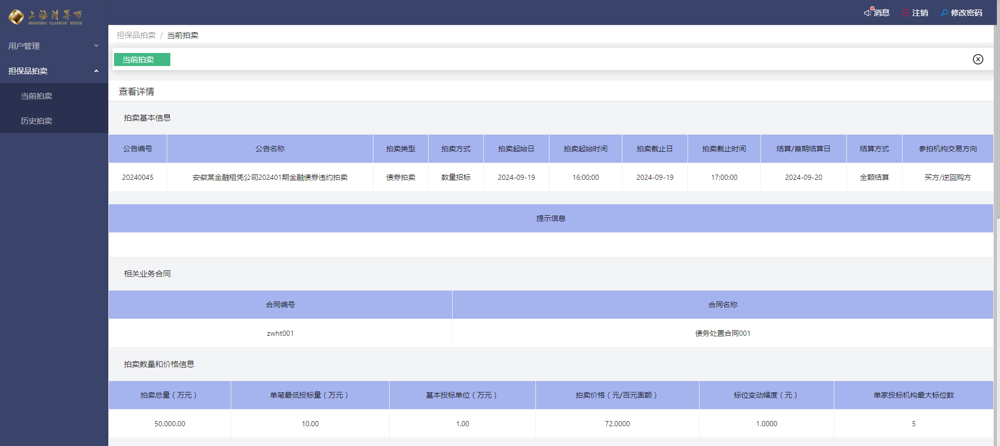 上海清算所
SHANGHAI CLEARING HOUSE
消息 注销 修改密码
用户管理
担保品拍卖
当前拍卖
历史拍卖
担保品拍卖 / 当前拍卖
当前拍卖
查看详情
拍卖基本信息
公告编号 公告名称 拍卖类型 拍卖方式 拍卖起始日 拍卖起始时间 拍卖截止日 拍卖截止时间 结算/首期结算日 结算方式 参拍机构交易方向
20240045 安徽某金融租凭公司202401期金融债券违约拍卖 债券拍卖 数量招标 2024-09-19 16:00:00 2024-09-19 17:00:00 2024-09-20 全额结算 买方/逆回购方
提示信息
相关业务合同
合同编号 合同名称
zwht001 债务处置合同001
拍卖数量和价格信息
拍卖总量（万元） 单笔最低投标量（万元） 基本投标单位（万元） 拍卖价格（元/百元面额） 标位变动幅度（元） 单家投标机构最大标位数
50,000.00 10.00 1.00 72.0000 1.0000 5